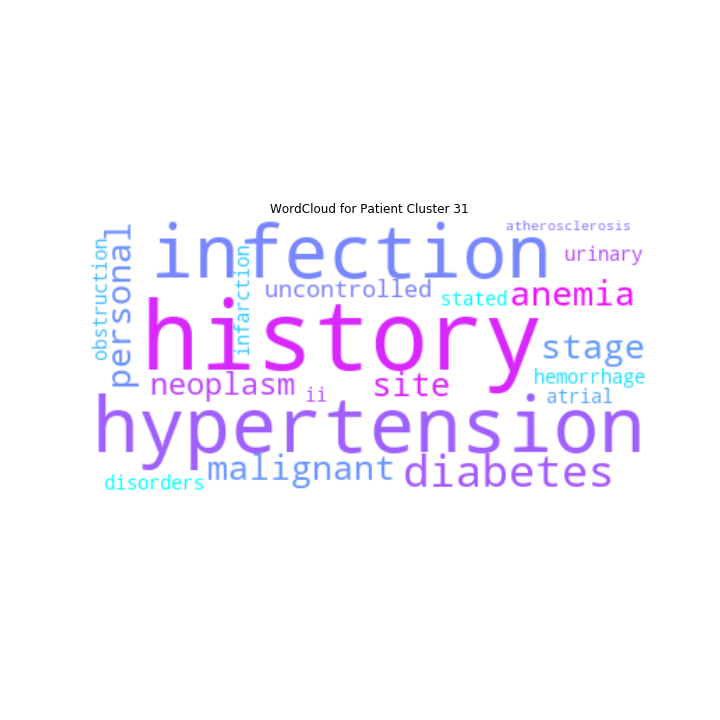 WordCloud for Patient Cluster 31
atherosclerosis
infection
urinary
personal
obstruction
infarction
uncontrolled
stated
anemia
history
stage
hemorrhage
neoplasm
site
ii
atrial
hypertension
malignant
diabetes
disorders